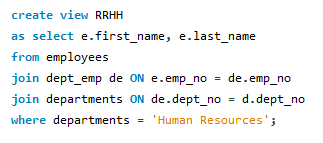 create view RRHH
as select e.first_name, e.last_name
from employees
join dept_emp de ON e.emp_no = de.emp_no
join departments ON de.dept_no = d.dept_no
where departments = 'Human Resources';